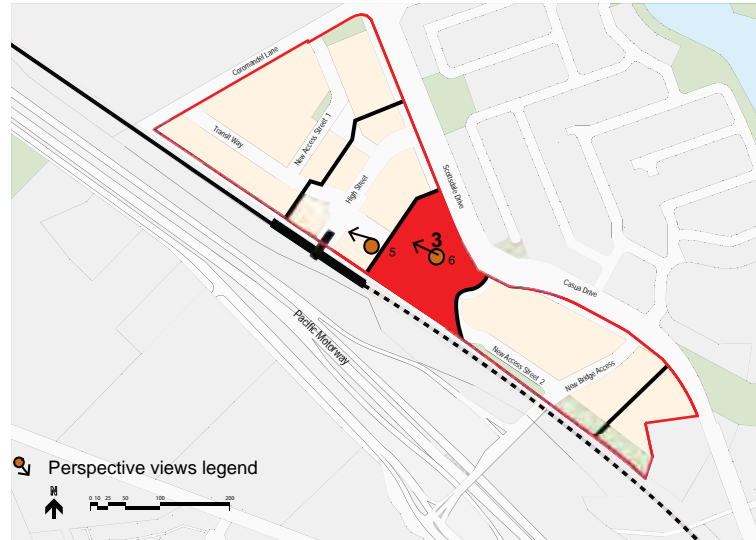 Coromandel Lane
Transit Way
New Access Street 1
High Street
Scottsdale Drive
3
5
6
Casua Drive
Pacific Motorway
New Access Street 2
New Bridge Access
Perspective views legend
N
0 10 25 50 100 200